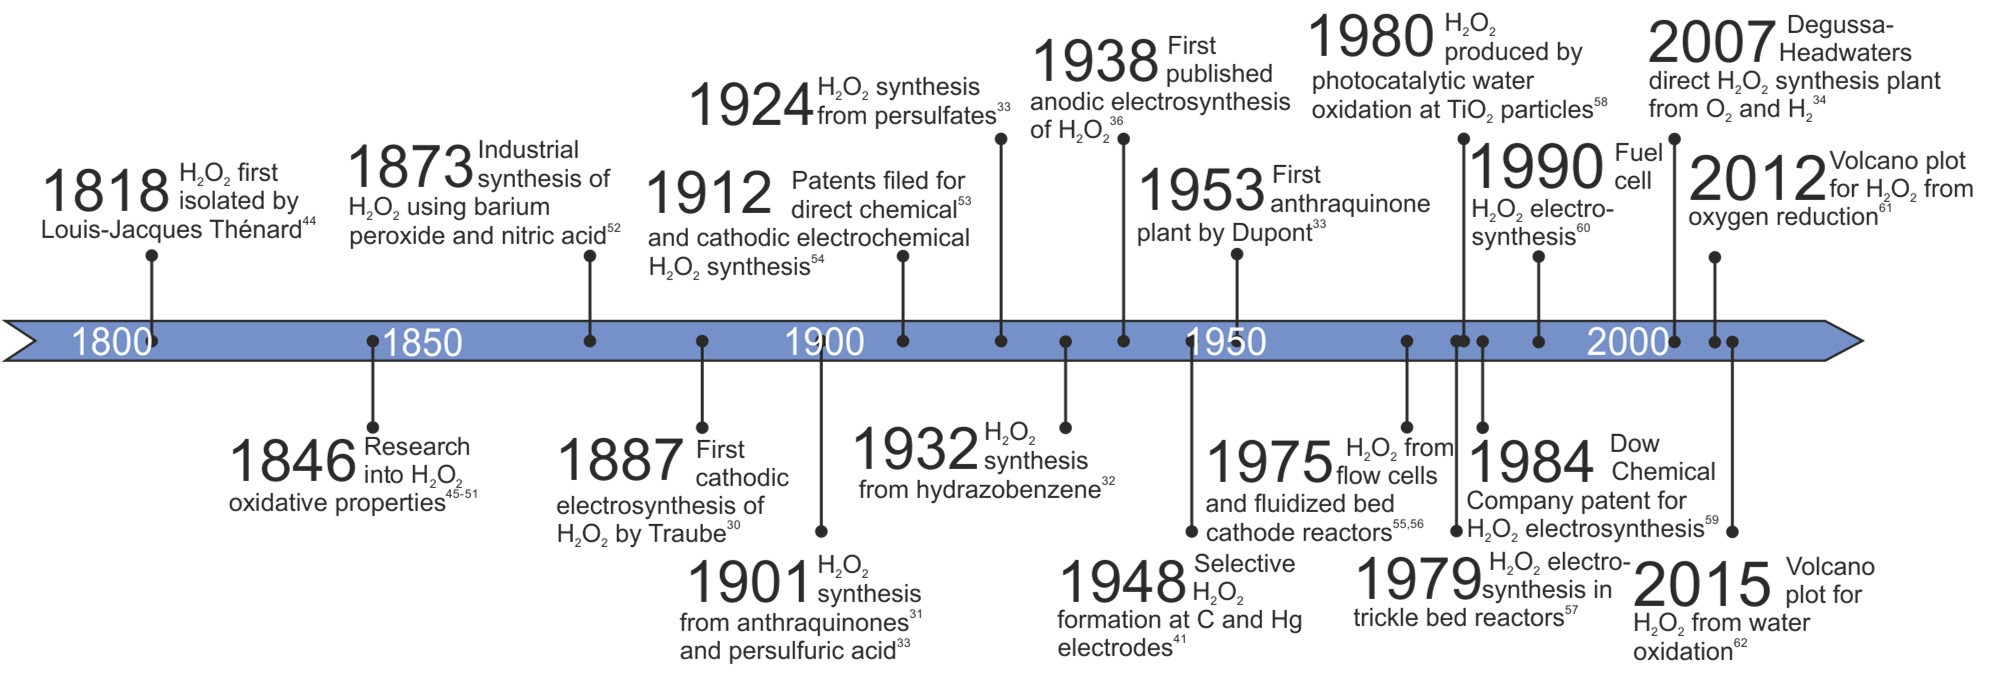 1818 H₂O₂ first
isolated by
Louis-Jacques Thénard⁴⁴
1873 Industrial
synthesis of
H₂O₂ using barium
peroxide and nitric acid⁵²
1912 Patents filed for
direct chemical⁵³
and cathodic electrochemical
H₂O₂ synthesis⁵⁴
1924 H₂O₂ synthesis
from persulfates³³
1938 First
published
anodic electrosynthesis
of H₂O₂³⁶
1953 First
anthraquinone
plant by Dupont³³
1980 H₂O₂
produced by
photocatalytic water
oxidation at TiO₂ particles⁵⁸
1990 Fuel
cell
H₂O₂ electro-
synthesis⁶⁰
2007 Degussa-
Headwaters
direct H₂O₂ synthesis plant
from O₂ and H₂³⁴
2012 Volcano plot
for H₂O₂ from
oxygen reduction⁶¹
1800 1850 1900 1950 2000
1846 Research
into H₂O₂
oxidative properties⁴⁵⁻⁵¹
1887 First
cathodic
electrosynthesis of
H₂O₂ by Traube³⁰
1901 H₂O₂
synthesis
from anthraquinones³¹
and persulfuric acid³³
1932 H₂O₂
synthesis
from hydrazobenzene³²
1948 Selective
H₂O₂
formation at C and Hg
electrodes⁴¹
1975 H₂O₂ from
flow cells
and fluidized bed
cathode reactors⁵⁵,⁵⁶
1979 H₂O₂ electro-
synthesis in
trickle bed reactors⁵⁷
1984 Dow
Chemical
Company patent for
H₂O₂ electrosynthesis⁵⁹
2015 Volcano
plot for
H₂O₂ from water
oxidation⁶²